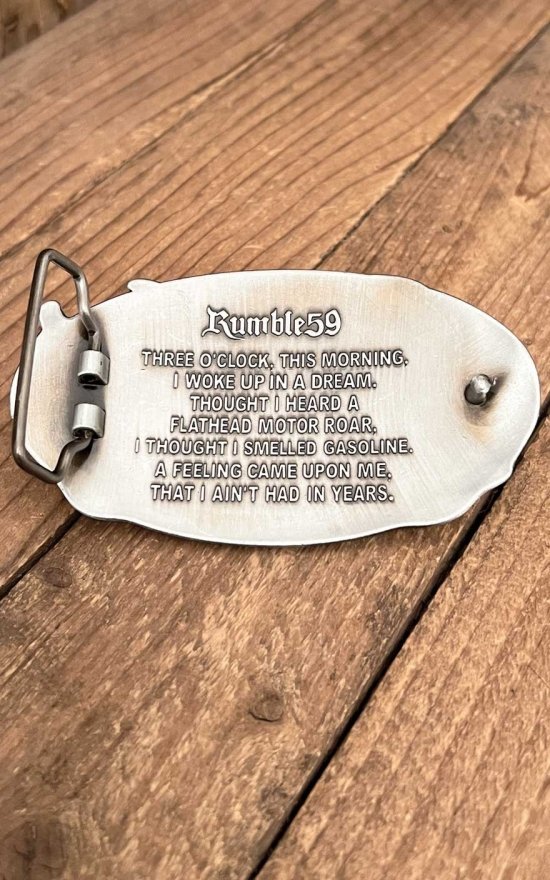 Rumble59
THREE O'CLOCK, THIS MORNING,
I WOKE UP IN A DREAM.
THOUGHT I HEARD A
FLATHEAD MOTOR ROAR,
I THOUGHT I SMELLED GASOLINE.
A FEELING CAME UPON ME,
THAT I AIN'T HAD IN YEARS.